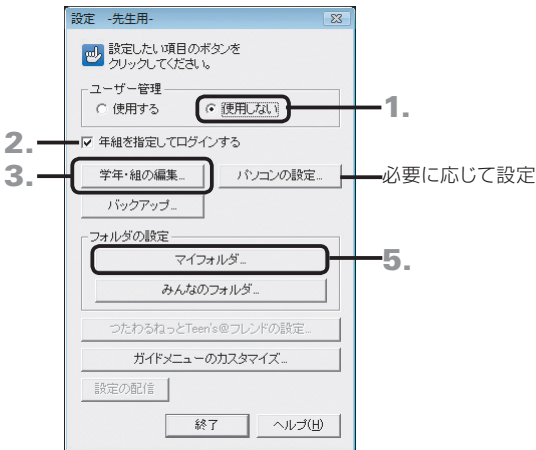 設定 -先生用-
設定したい項目のボタンを
クリックしてください。
ユーザー管理
使用する 使用しない 1.
2. 年組を指定してログインする
3. 学年・組の編集... パソコンの設定... 必要に応じて設定
バックアップ...
フォルダの設定
マイフォルダ... 5.
みんなのフォルダ...
つたわるねっとTeen's@フレンドの設定...
ガイドメニューのカスタマイズ...
設定の配信
終了 ヘルプ(H)